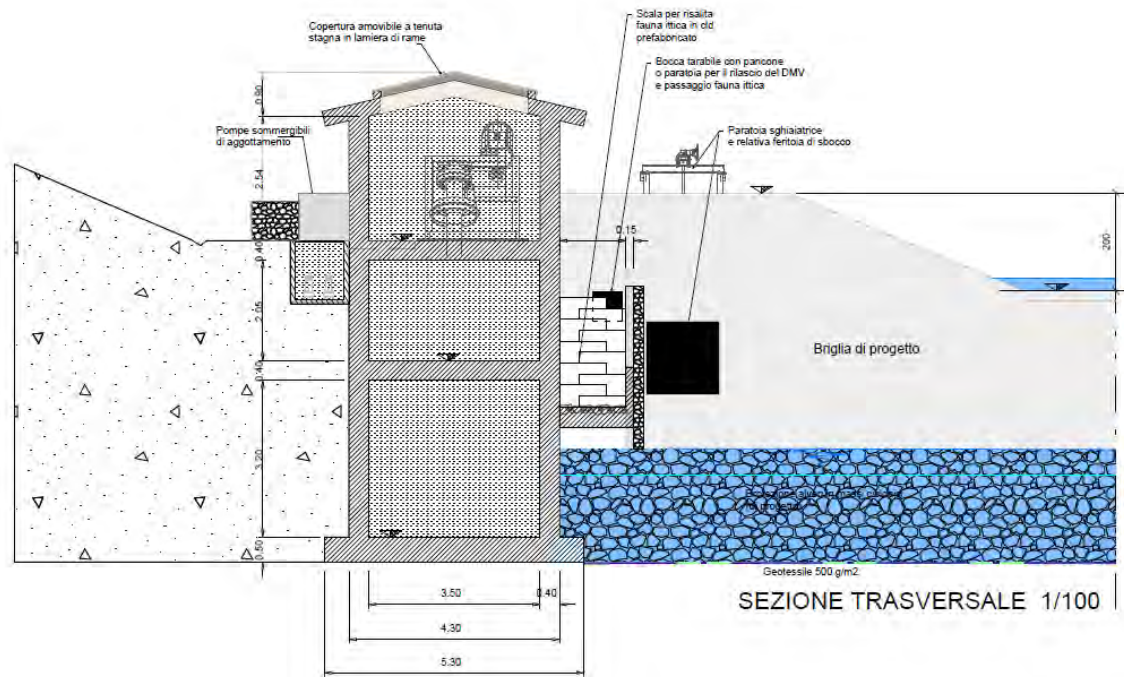 Copertura amovibile a tenuta
stagna in lamiera di rame
Scala per risalita
fauna ittica in cld
prefabbricato
Bocca tarabile con pancone
o paratoia per il rilascio del DMV
e passaggio fauna ittica
Pompe sommergibili
di aggottamento
Paratoia sghiaiatrice
e relativa feritoia di sbocco
0.90
2.54
0.40
2.05
0.40
3.20
0.50
0.15
200
Briglia di progetto
Geotessile 500 g/m2
3.50
0.40
4.30
5.30
SEZIONE TRASVERSALE 1/100